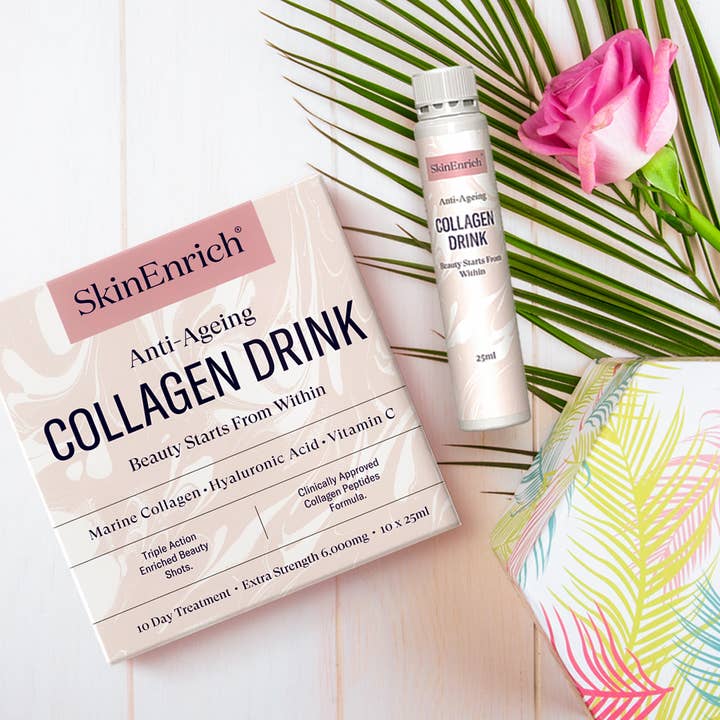 SkinEnrich®
Anti-Ageing
COLLAGEN DRINK
Beauty Starts From Within
Marine Collagen • Hyaluronic Acid • Vitamin C
Triple Action
Enriched Beauty
Shots.
Clinically Approved
Collagen Peptides
Formula.
10 Day Treatment • Extra Strength 6,000mg • 10 x 25ml
SkinEnrich®
Anti-Ageing
COLLAGEN
DRINK
Beauty Starts From
Within
25ml